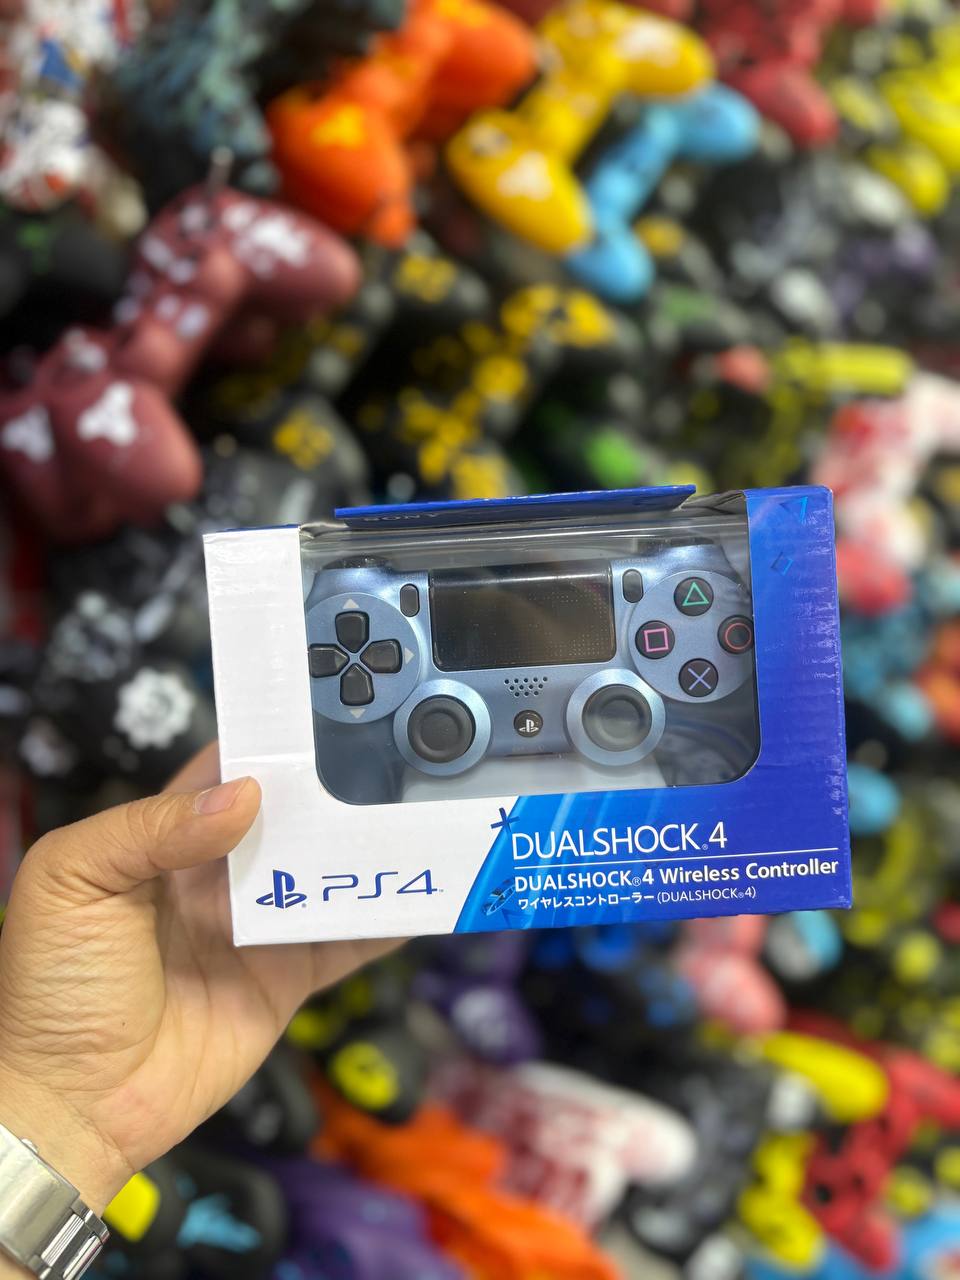 SONY
PS4™
DUALSHOCK®4
DUALSHOCK®4 Wireless Controller
ワイヤレスコントローラー (DUALSHOCK®4)